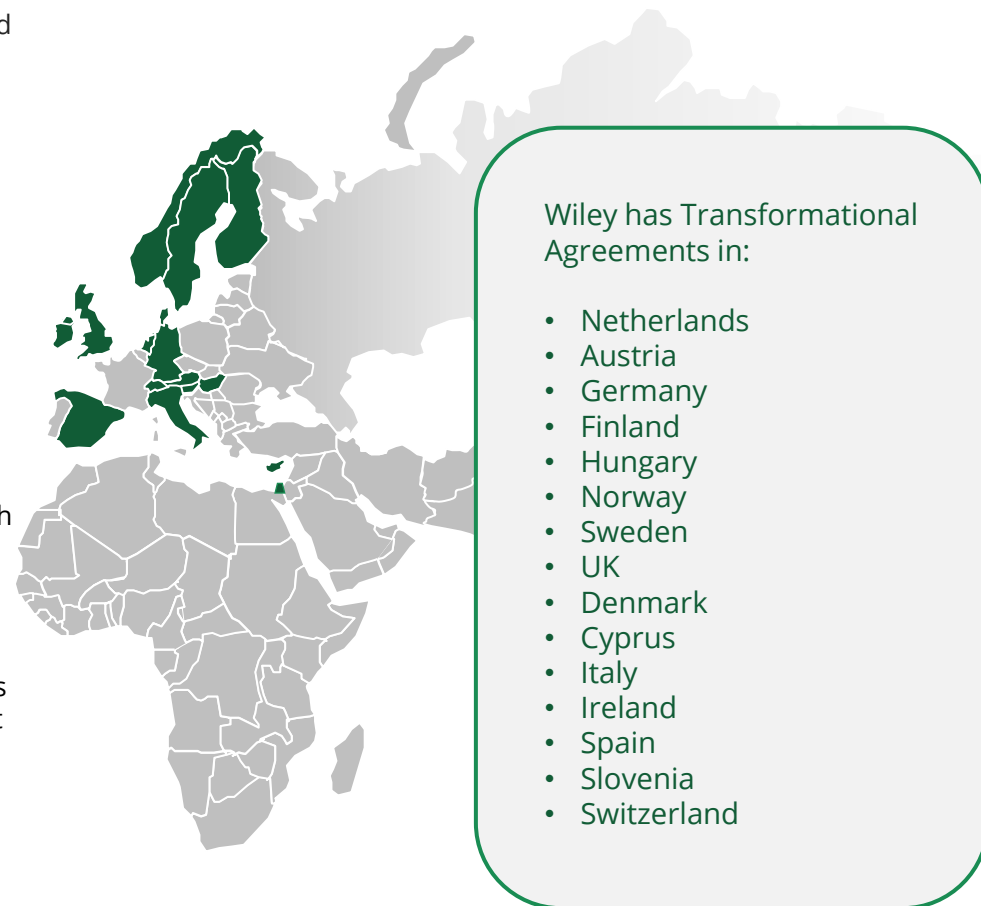 d
h
s
t
Wiley has Transformational
Agreements in:
• Netherlands
• Austria
• Germany
• Finland
• Hungary
• Norway
• Sweden
• UK
• Denmark
• Cyprus
• Italy
• Ireland
• Spain
• Slovenia
• Switzerland